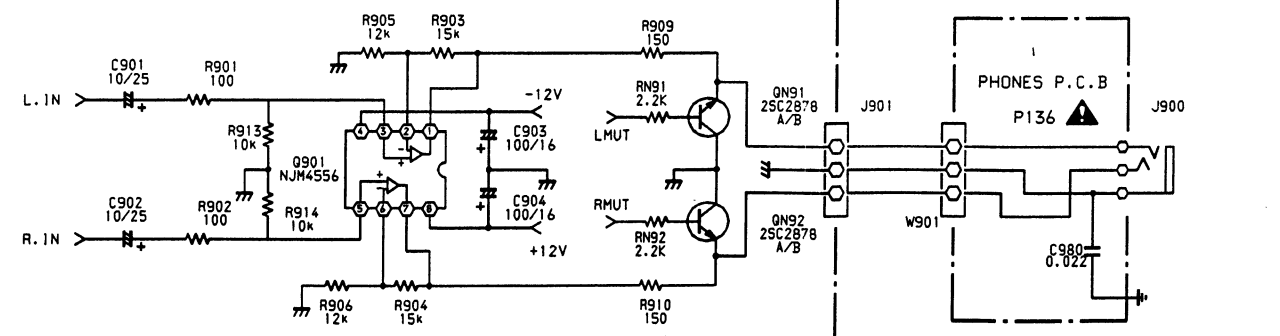 R905
12k
R903
15k
R909
150
C901
10/25
R901
100
L.IN
-12V
RN91
2.2K
QN91
2SC2878
A/B
J901
PHONES P.C.B
P136
J900
LMUT
R913
10k
Q901
NJM4556
4
3
2
1
-
+
C903
100/16
+
+
-
5
6
7
8
C904
100/16
C902
10/25
R902
100
R914
10k
R.IN
+12V
RMUT
RN92
2.2K
QN92
2SC2878
A/B
W901
C980
0.022
R906
12k
R904
15k
R910
150